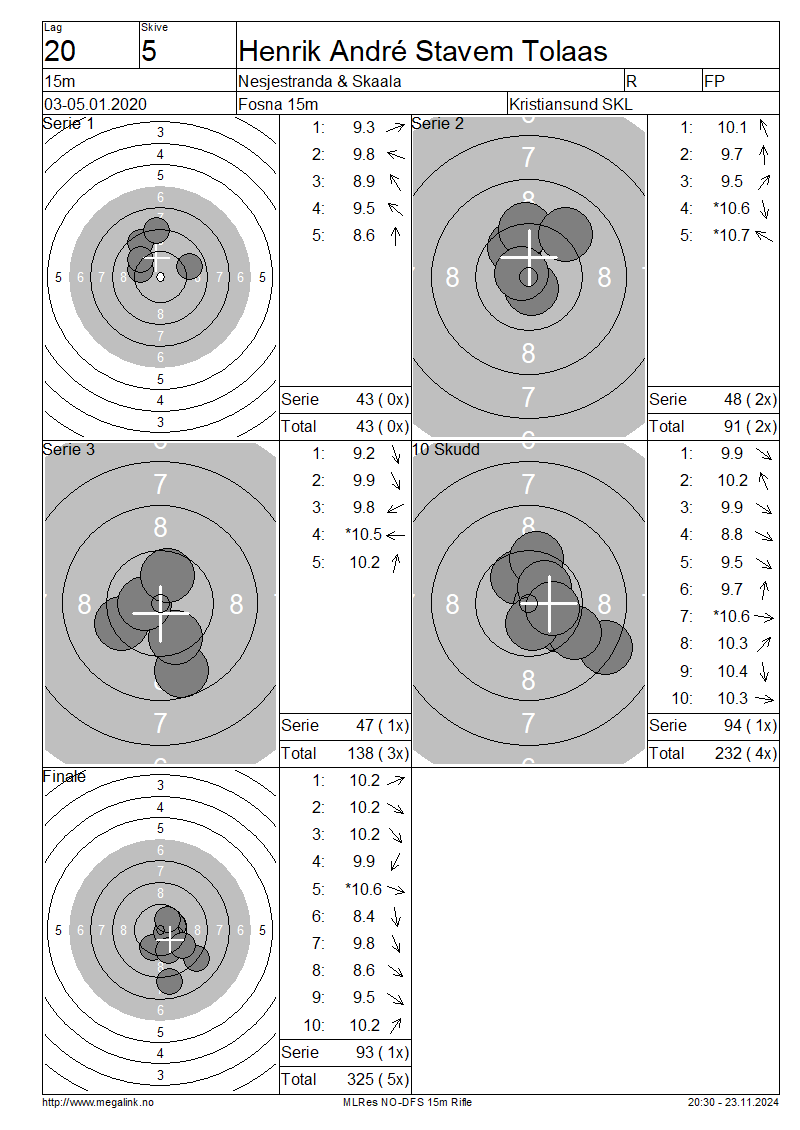 Lag
Skive
20
5
Henrik André Stavem Tolaas
15m
Nesjestranda & Skaala
R
FP
03-05.01.2020
Fosna 15m
Kristiansund SKL
Serie 1
3
4
5
6
7
5 6 7 8 8 7 6 5
8
7
6
5
4
3
1: 9.3
2: 9.8
3: 8.9
4: 9.5
5: 8.6
Serie 43 ( 0x)
Total 43 ( 0x)
Serie 2
6
7
8
8 8
8
7
6
1: 10.1
2: 9.7
3: 9.5
4: *10.6
5: *10.7
Serie 48 ( 2x)
Total 91 ( 2x)
Serie 3
6
7
8
8 8
8
7
6
1: 9.2
2: 9.9
3: 9.8
4: *10.5
5: 10.2
Serie 47 ( 1x)
Total 138 ( 3x)
10 Skudd
6
7
8
8 8
8
7
6
1: 9.9
2: 10.2
3: 9.9
4: 8.8
5: 9.5
6: 9.7
7: *10.6
8: 10.3
9: 10.4
10: 10.3
Serie 94 ( 1x)
Total 232 ( 4x)
Finale
3
4
5
6
7
8
5 6 7 8 8 7 6 5
8
6
5
4
3
1: 10.2
2: 10.2
3: 10.2
4: 9.9
5: *10.6
6: 8.4
7: 9.8
8: 8.6
9: 9.5
10: 10.2
Serie 93 ( 1x)
Total 325 ( 5x)
http://www.megalink.no
MLRes NO-DFS 15m Rifle
20:30 - 23.11.2024